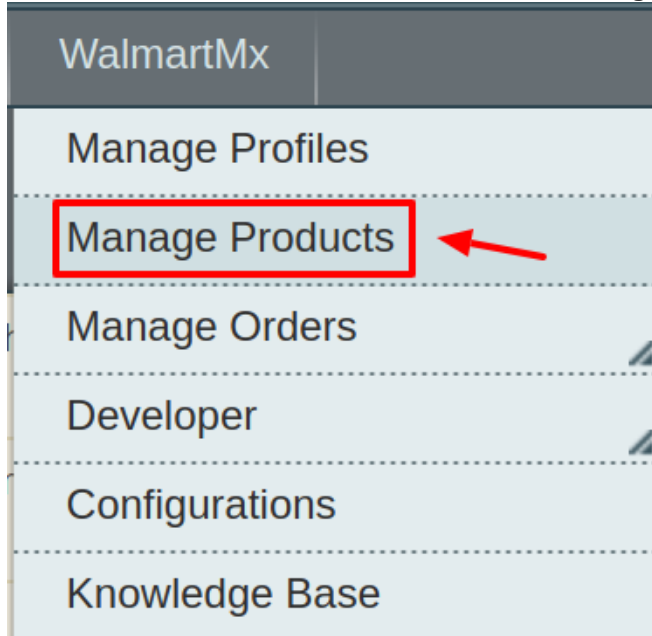 WalmartMx
Manage Profiles
Manage Products
Manage Orders
Developer
Configurations
Knowledge Base